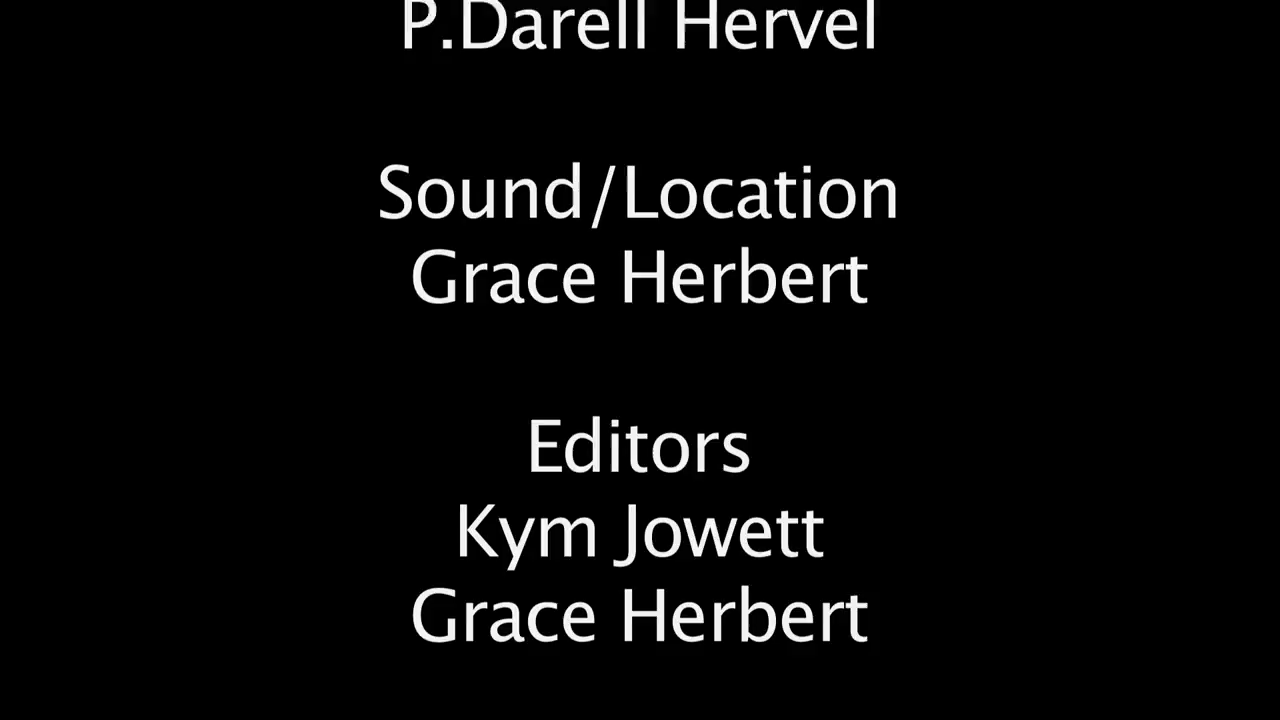 P.Darell Hervel
Sound/Location
Grace Herbert
Editors
Kym Jowett
Grace Herbert